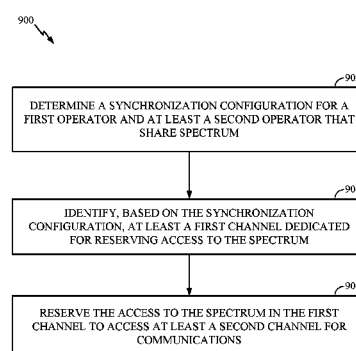 900
DETERMINE A SYNCHRONIZATION CONFIGURATION FOR A
FIRST OPERATOR AND AT LEAST A SECOND OPERATOR THAT
SHARE SPECTRUM
IDENTIFY, BASED ON THE SYNCHRONIZATION
CONFIGURATION, AT LEAST A FIRST CHANNEL DEDICATED
FOR RESERVING ACCESS TO THE SPECTRUM
RESERVE THE ACCESS TO THE SPECTRUM IN THE FIRST
CHANNEL TO ACCESS AT LEAST A SECOND CHANNEL FOR
COMMUNICATIONS